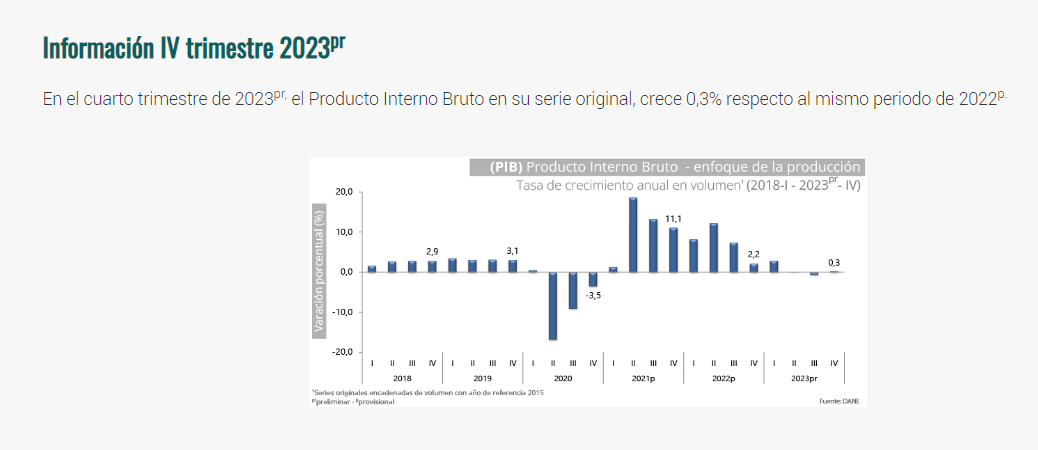 Información IV trimestre 2023pr
En el cuarto trimestre de 2023pr, el Producto Interno Bruto en su serie original, crece 0,3% respecto al mismo periodo de 2022p.
(PIB) Producto Interno Bruto - enfoque de la producción
Tasa de crecimiento anual en volumen¹ (2018-I - 2023pr- IV)
Varación porcentual (%)
20,0
10,0
0,0
-10,0
-20,0
2,9
3,1
-3,5
11,1
2,2
0,3
I II III IV I II III IV I II III IV I II III IV I II III IV I II III IV
2018 2019 2020 2021p 2022p 2023pr
¹Series originales encadenadas de volumen con año de referencia 2015
prpreliminar - pprovisional
Fuente: DANE